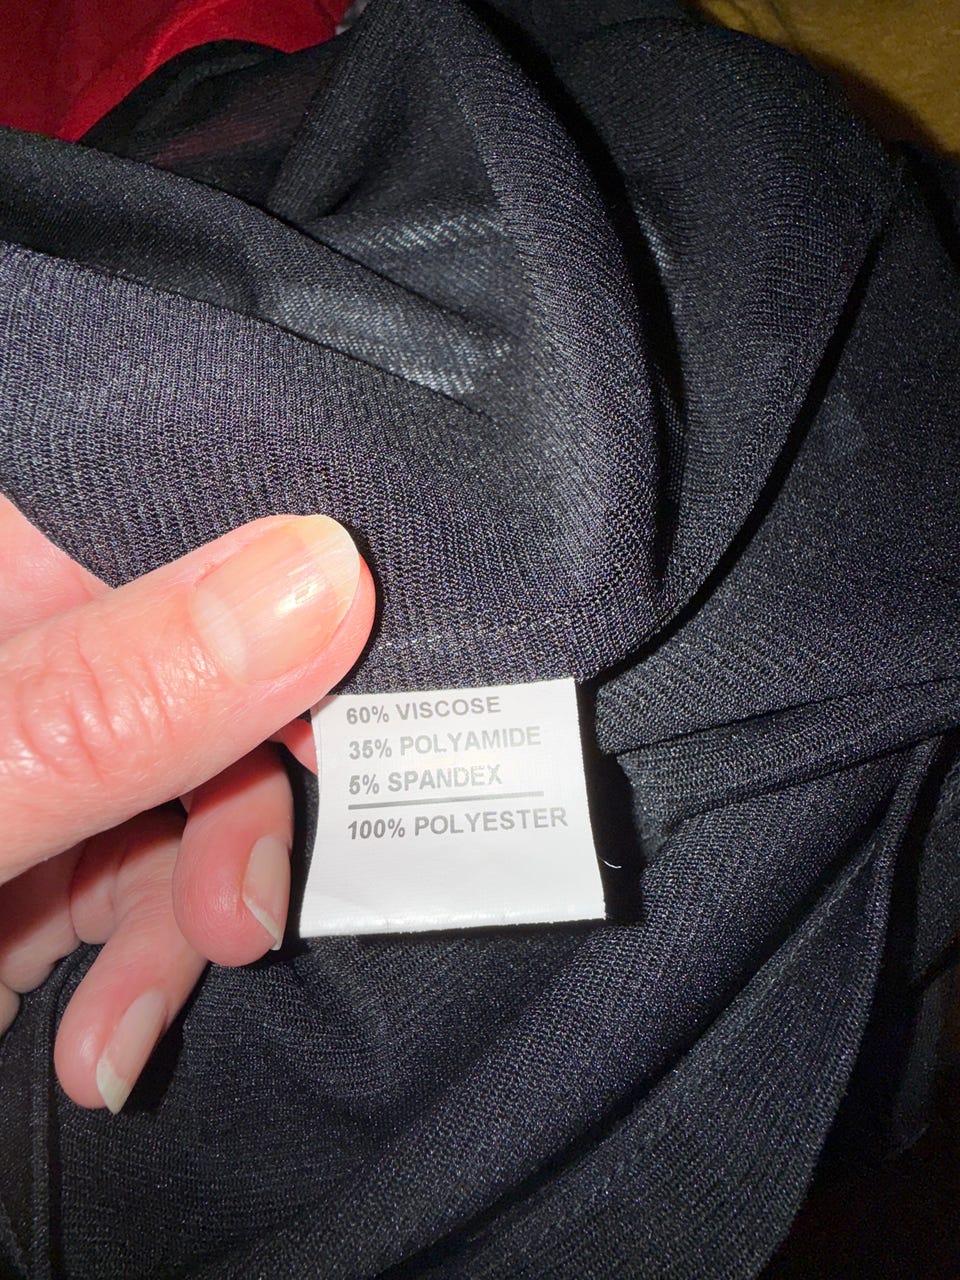 60% VISCOSE
35% POLYAMIDE
5% SPANDEX
100% POLYESTER